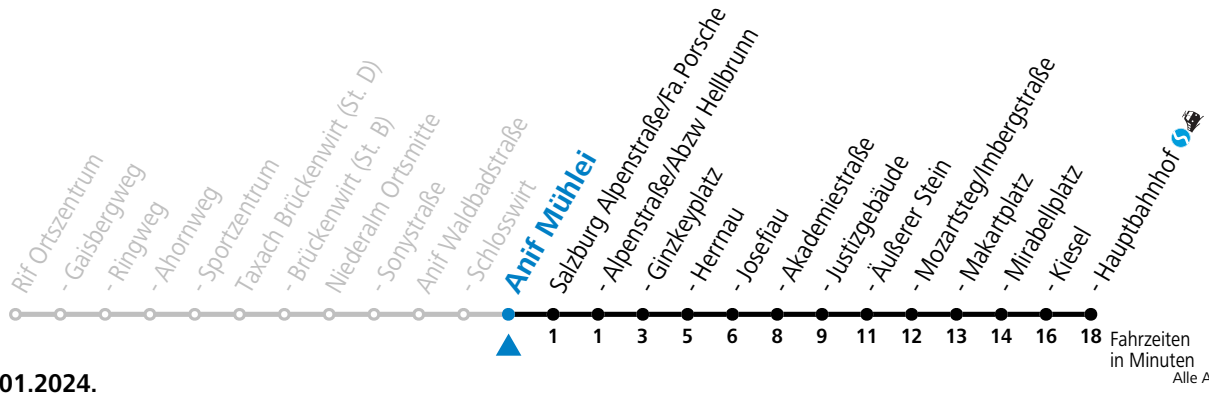 Rif Ortszentrum
- Gaisbergweg
- Ringweg
- Ahornweg
- Sportzentrum
Taxach Brückenwirt (St. D)
- Brückenwirt (St. B)
Niederalm Ortsmitte
- Sonystraße
Anif Waldbadstraße
- Schlosswirt
Anif Mühlei
Salzburg Alpenstraße/Fa. Porsche
- Alpenstraße/Abzw Hellbrunn
- Ginzkeyplatz
- Herrnau
- Josefiau
- Akademiestraße
- Justizgebäude
- Äußerer Stein
- Mozartsteg/Imbergstraße
- Makartplatz
- Mirabellplatz
- Kiesel
- Hauptbahnhof S
1 1 3 5 6 8 9 11 12 13 14 16 18 Fahrzeiten
in Minuten
Alle A
01.2024.